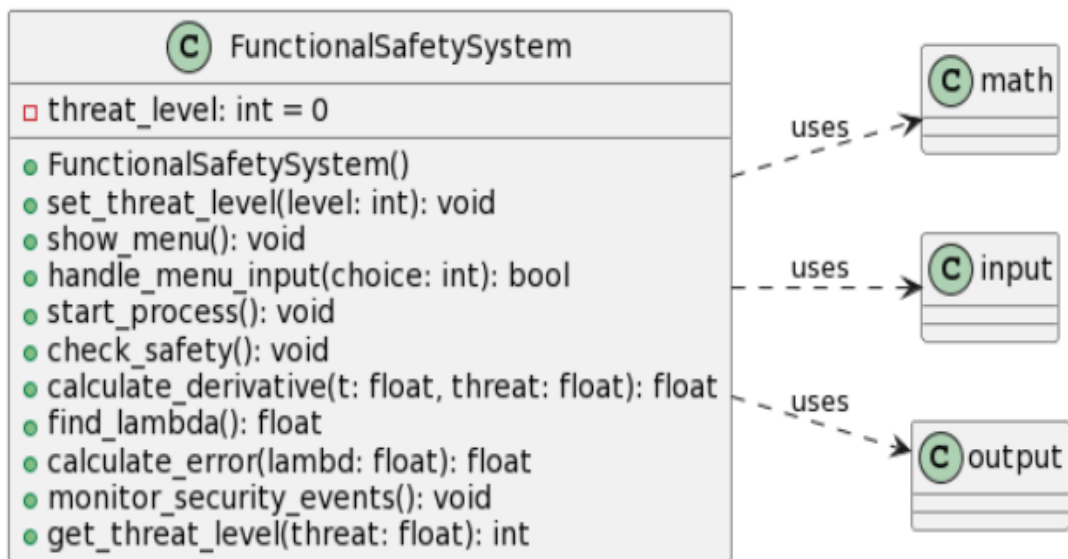 C FunctionalSafetySystem
threat_level: int = 0
FunctionalSafetySystem()
set_threat_level(level: int): void
show_menu(): void
handle_menu_input(choice: int): bool
start_process(): void
check_safety(): void
calculate_derivative(t: float, threat: float): float
find_lambda(): float
calculate_error(lambd: float): float
monitor_security_events(): void
get_threat_level(threat: float): int
uses
C math
uses
C input
uses
C output